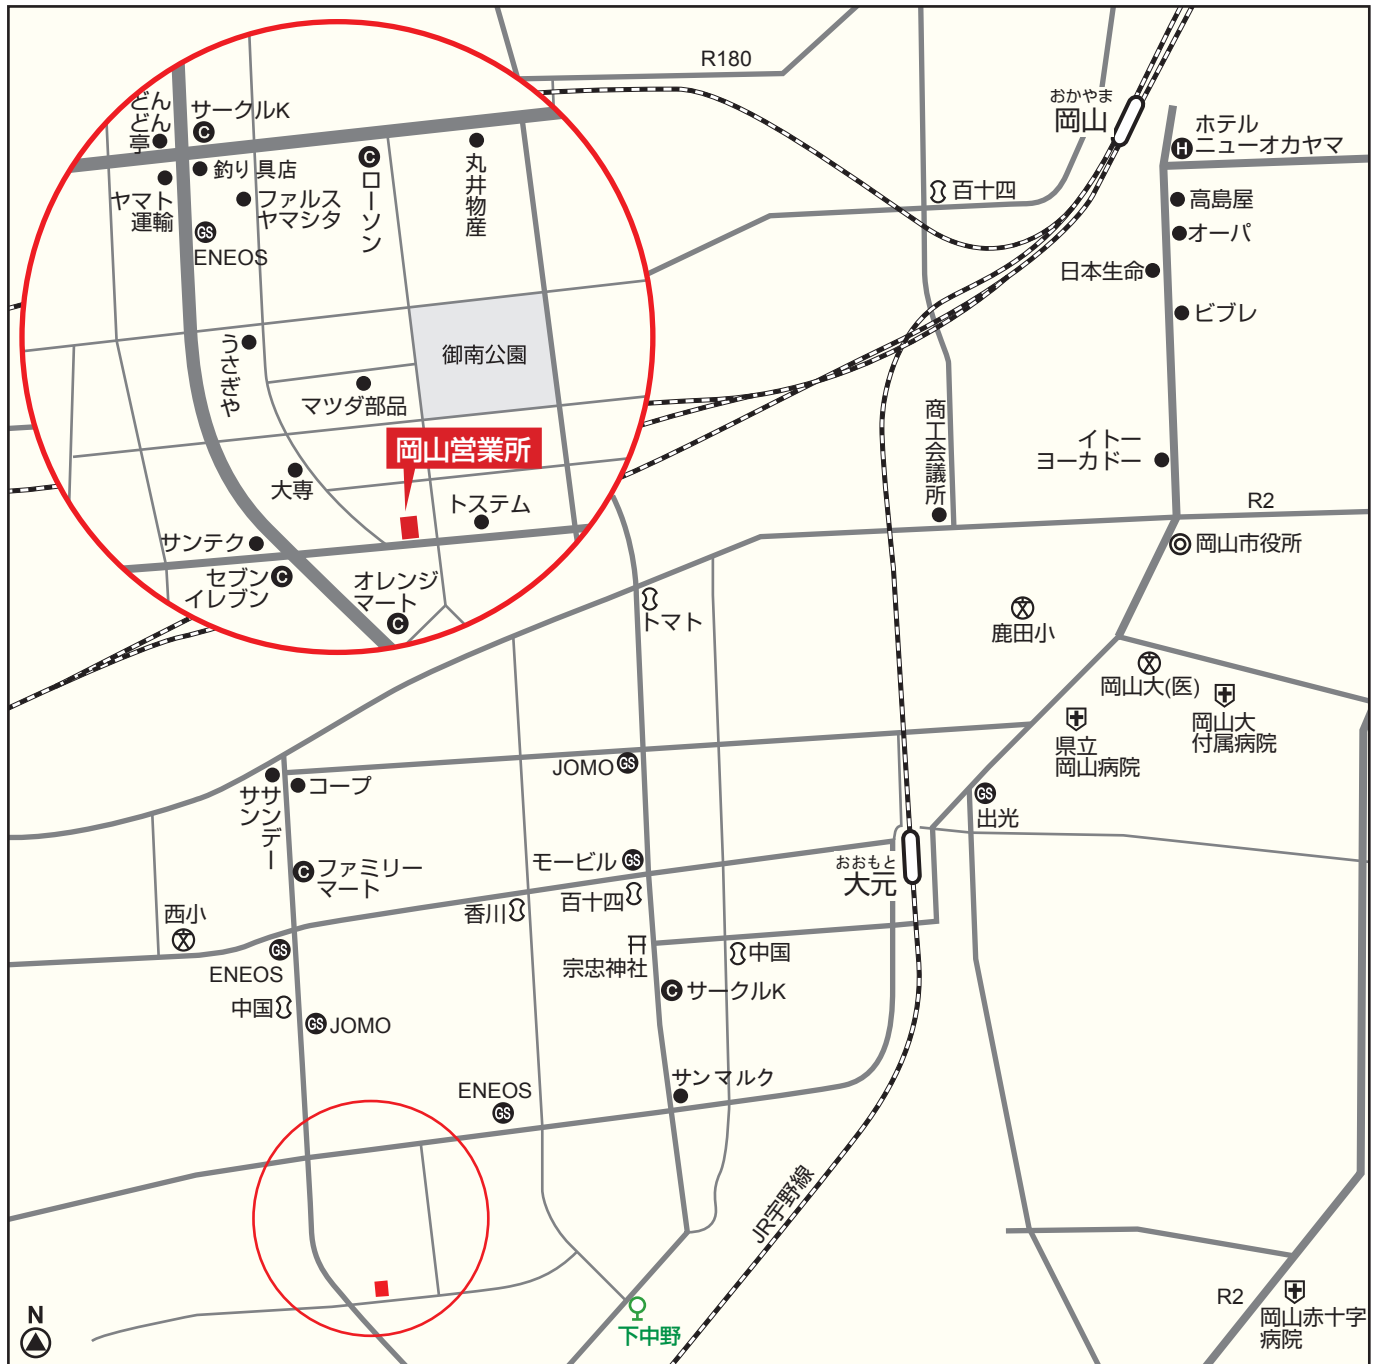 R180
おかやま
岡山
ホテル
ニューオカヤマ
百十四
高島屋
オーパ
日本生命
ビブレ
商工会議所
イトー
ヨーカドー
R2
岡山市役所
どん
どん
亭
サークルK
釣り具店
ヤマト
運輸
ファルス
ヤマシタ
GS
ENEOS
C
ローソン
丸井物産
御南公園
うさぎや
マツダ部品
岡山営業所
大専
トステム
サンテク
セブン
イレブン
オレンジ
マート
トマト
鹿田小
岡山大(医)
岡山大
付属病院
県立
岡山病院
JOMO
GS
GS
出光
サンデー
サン
コープ
モービル
GS
おおもと
大元
C
ファミリー
マート
百十四
香川
西小
宗忠神社
中国
GS
ENEOS
C
サークルK
中国
GS
JOMO
サンマルク
ENEOS
GS
JR宇野線
下中野
R2
岡山赤十字
病院
N